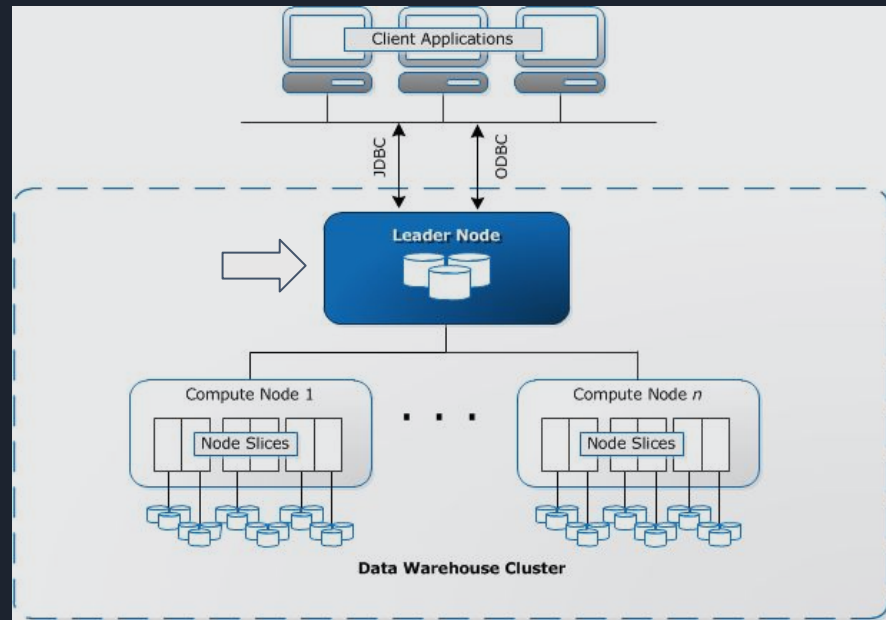 Client Applications
JDBC
ODBC
Leader Node
Compute Node 1
Compute Node n
. . .
Node Slices
Node Slices
Data Warehouse Cluster